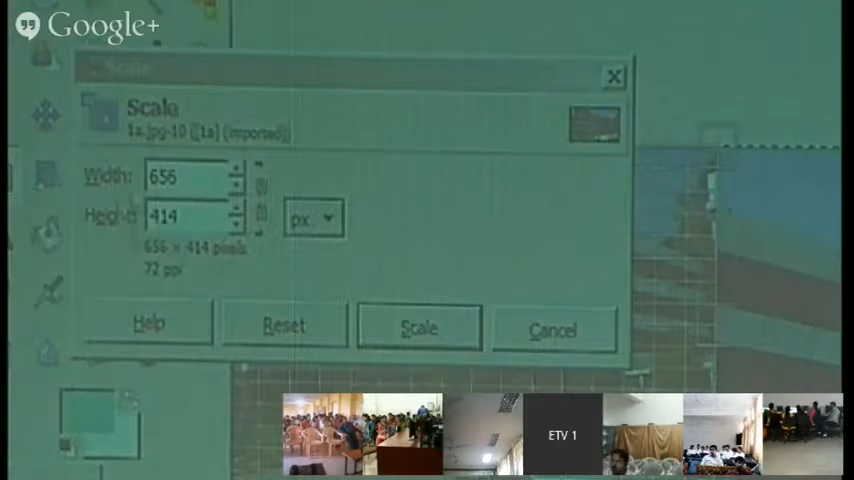 Google+
Scale
Scale
1a.jpg-10 ([1a] (imported))
Width: 656
Height: 414 px
656 × 414 pixels
72 ppi
Help Reset Scale Cancel
ETV 1